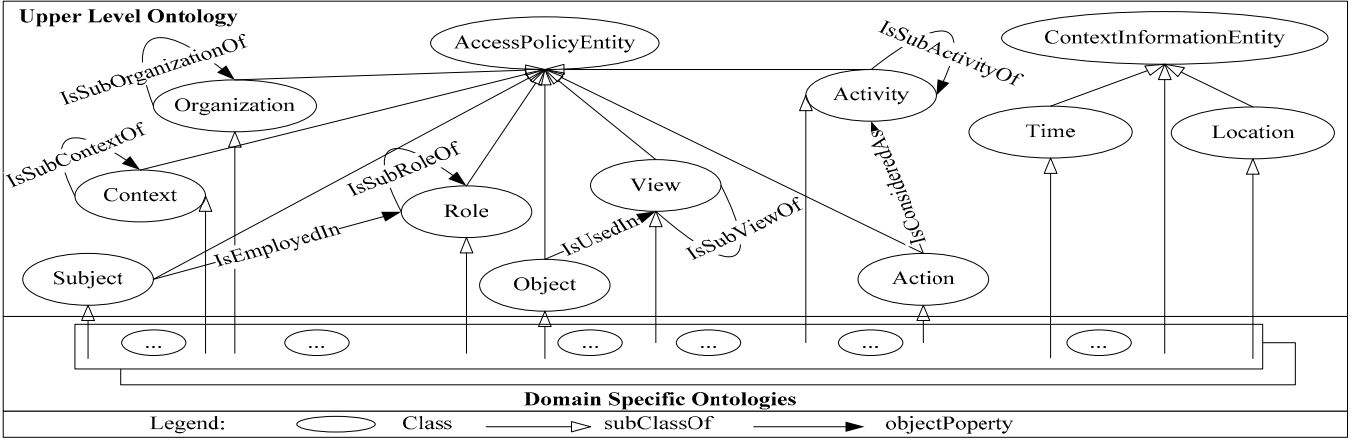 Upper Level Ontology
AccessPolicyEntity
ContextInformationEntity
IsSubOrganizationOf
IsSubActivityOf
Organization
Activity
Time
Location
IsSubContextOf
Context
IsSubRoleOf
Role
View
IsConsideredAs
IsEmployedIn
IsUsedIn
IsSubViewOf
Subject
Object
Action
... ... ... ... ... ...
Domain Specific Ontologies
Legend: Class subClassOf objectPoperty